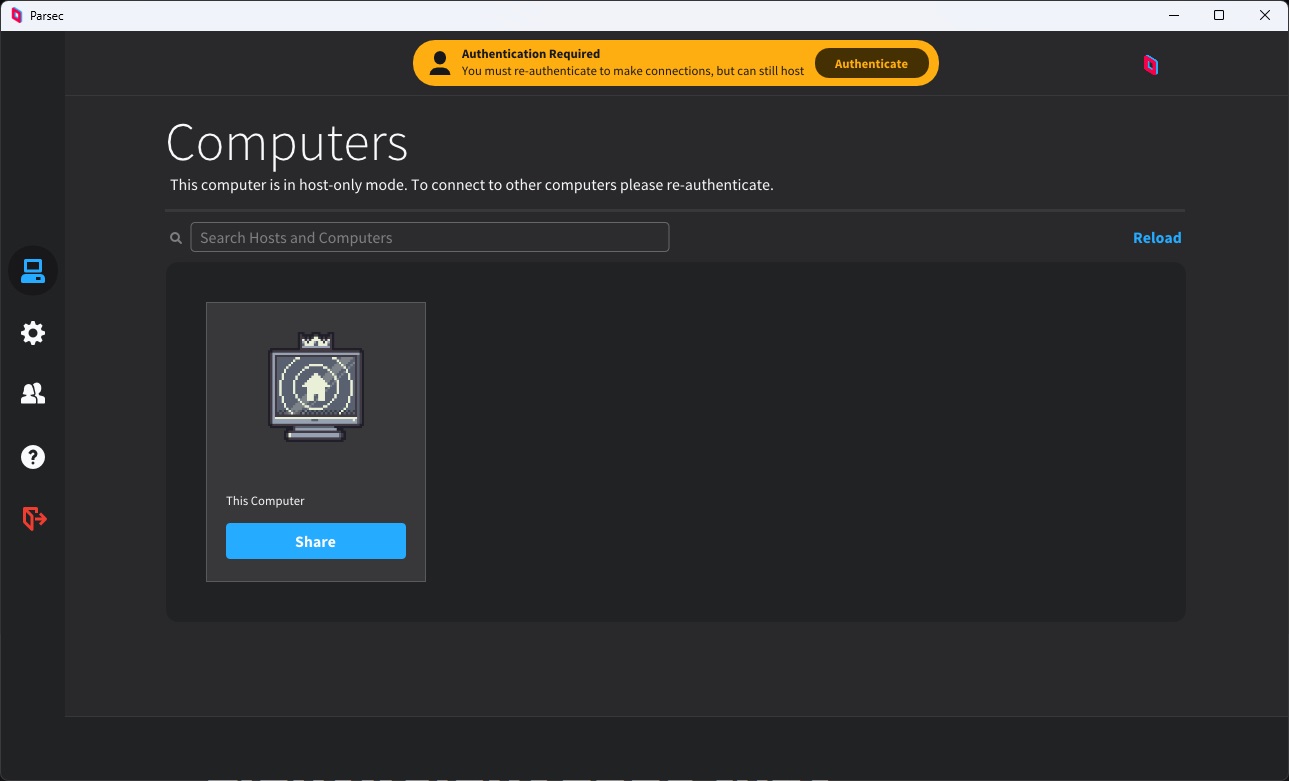 Parsec
Authentication Required
You must re-authenticate to make connections, but can still host
Authenticate
Computers
This computer is in host-only mode. To connect to other computers please re-authenticate.
Search Hosts and Computers
Reload
This Computer
Share